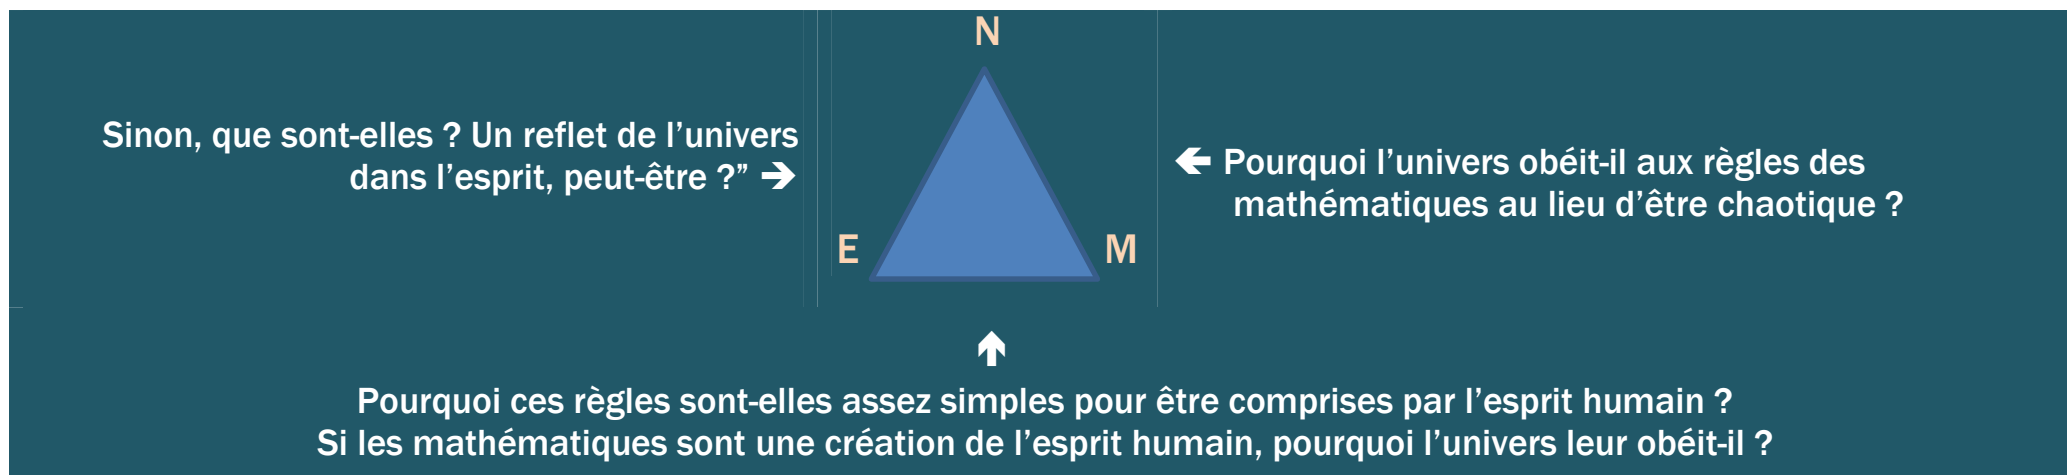 N
Sinon, que sont-elles ? Un reflet de l’univers
dans l’esprit, peut-être ?” ➔
🡸 Pourquoi l’univers obéit-il aux règles des
mathématiques au lieu d’être chaotique ?
E
M
🡹
Pourquoi ces règles sont-elles assez simples pour être comprises par l’esprit humain ?
Si les mathématiques sont une création de l’esprit humain, pourquoi l’univers leur obéit-il ?